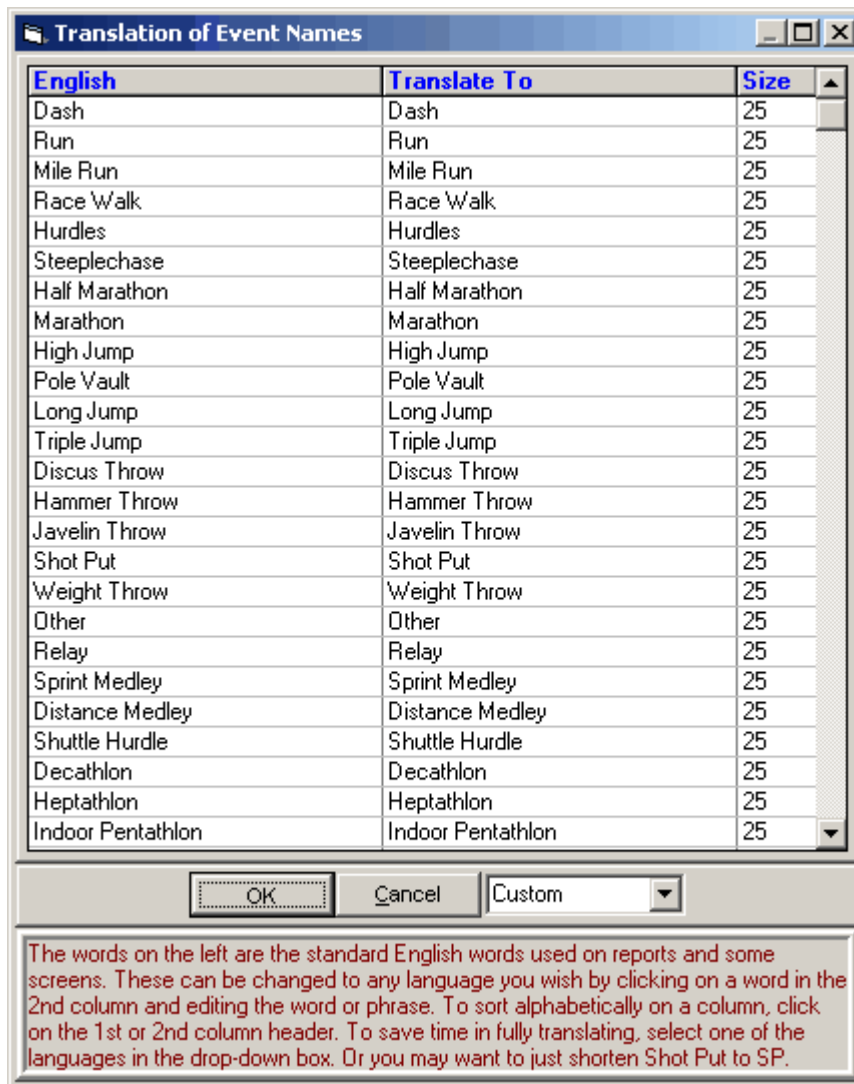 Translation of Event Names
English Translate To Size
Dash Dash 25
Run Run 25
Mile Run Mile Run 25
Race Walk Race Walk 25
Hurdles Hurdles 25
Steeplechase Steeplechase 25
Half Marathon Half Marathon 25
Marathon Marathon 25
High Jump High Jump 25
Pole Vault Pole Vault 25
Long Jump Long Jump 25
Triple Jump Triple Jump 25
Discus Throw Discus Throw 25
Hammer Throw Hammer Throw 25
Javelin Throw Javelin Throw 25
Shot Put Shot Put 25
Weight Throw Weight Throw 25
Other Other 25
Relay Relay 25
Sprint Medley Sprint Medley 25
Distance Medley Distance Medley 25
Shuttle Hurdle Shuttle Hurdle 25
Decathlon Decathlon 25
Heptathlon Heptathlon 25
Indoor Pentathlon Indoor Pentathlon 25
OK Cancel Custom
The words on the left are the standard English words used on reports and some
screens. These can be changed to any language you wish by clicking on a word in the
2nd column and editing the word or phrase. To sort alphabetically on a column, click
on the 1st or 2nd column header. To save time in fully translating, select one of the
languages in the drop-down box. Or you may want to just shorten Shot Put to SP.